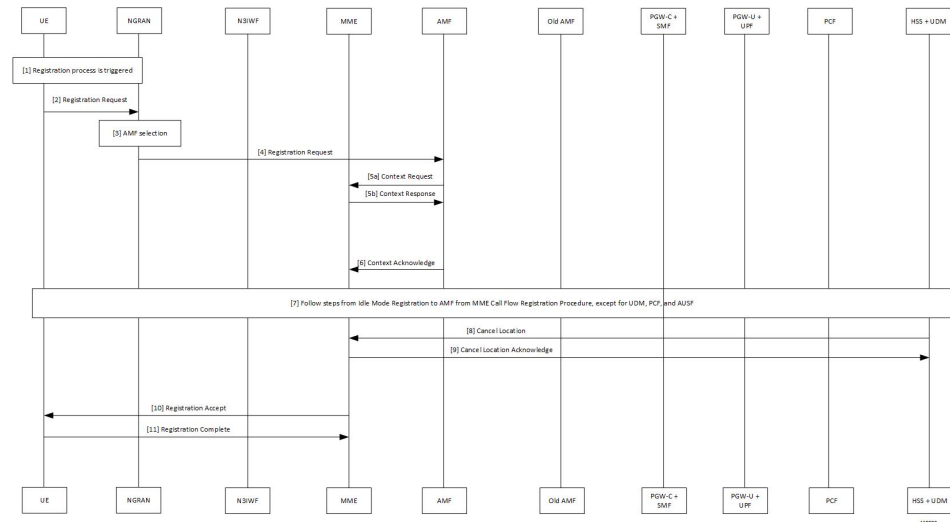 UE
NGRAN
N3IWF
MME
AMF
Old AMF
PGW-C +
SMF
PGW-U +
UPF
PCF
HSS + UDM
[1] Registration process is triggered
[2] Registration Request
[3] AMF selection
[4] Registration Request
[5a] Context Request
[5b] Context Response
[6] Context Acknowledge
[7] Follow steps from Idle Mode Registration to AMF from MME Call Flow Registration Procedure, except for UDM, PCF, and AUSF
[8] Cancel Location
[9] Cancel Location Acknowledge
[10] Registration Accept
[11] Registration Complete
UE
NGRAN
N3IWF
MME
AMF
Old AMF
PGW-C +
SMF
PGW-U +
UPF
PCF
HSS + UDM